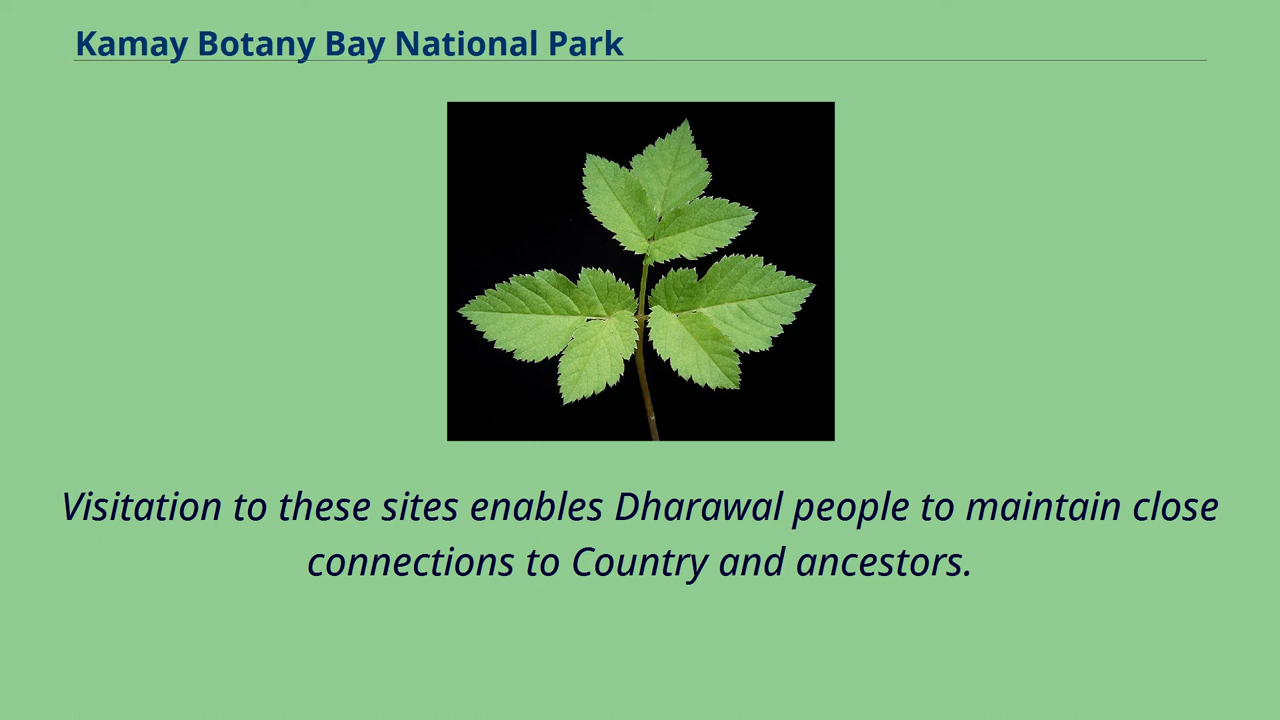 Kamay Botany Bay National Park
Visitation to these sites enables Dharawal people to maintain close
connections to Country and ancestors.